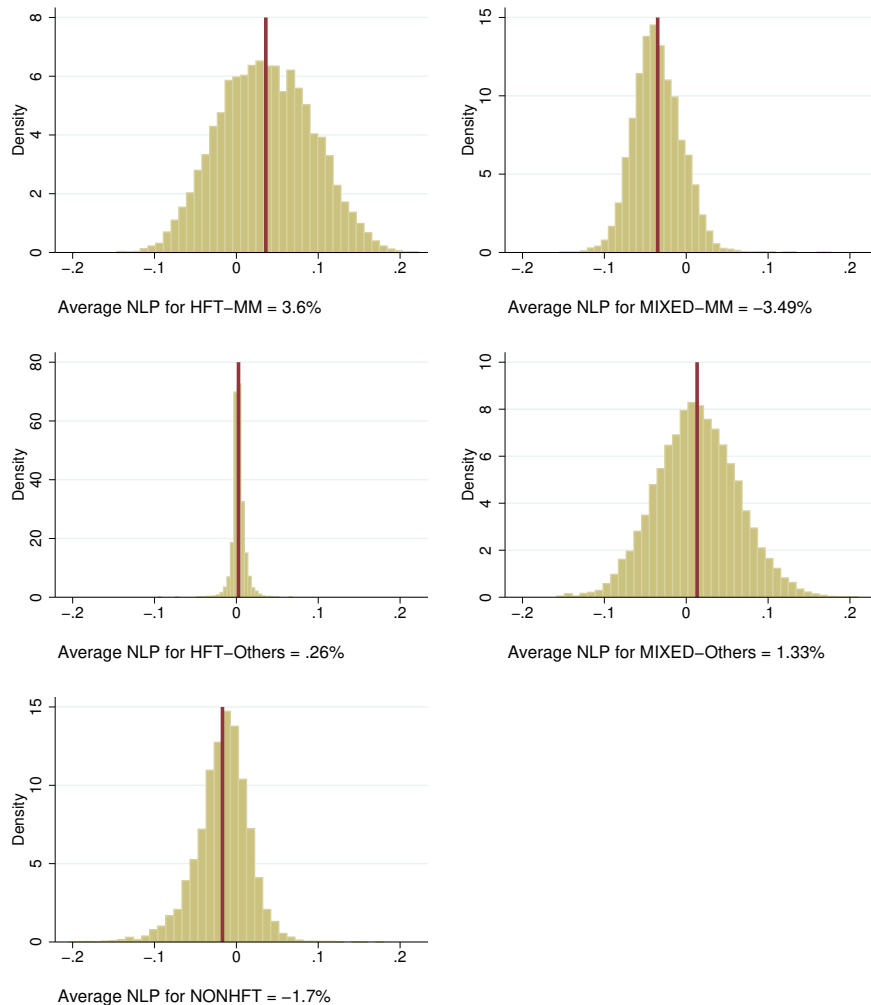 8
6
4
2
0
Density
−.2 −.1 0 .1 .2
Average NLP for HFT−MM = 3.6%
15
10
5
0
Density
−.2 −.1 0 .1 .2
Average NLP for MIXED−MM = −3.49%
80
60
40
20
0
Density
−.2 −.1 0 .1 .2
Average NLP for HFT−Others = .26%
10
8
6
4
2
0
Density
−.2 −.1 0 .1 .2
Average NLP for MIXED−Others = 1.33%
15
10
5
0
Density
−.2 −.1 0 .1 .2
Average NLP for NONHFT = −1.7%